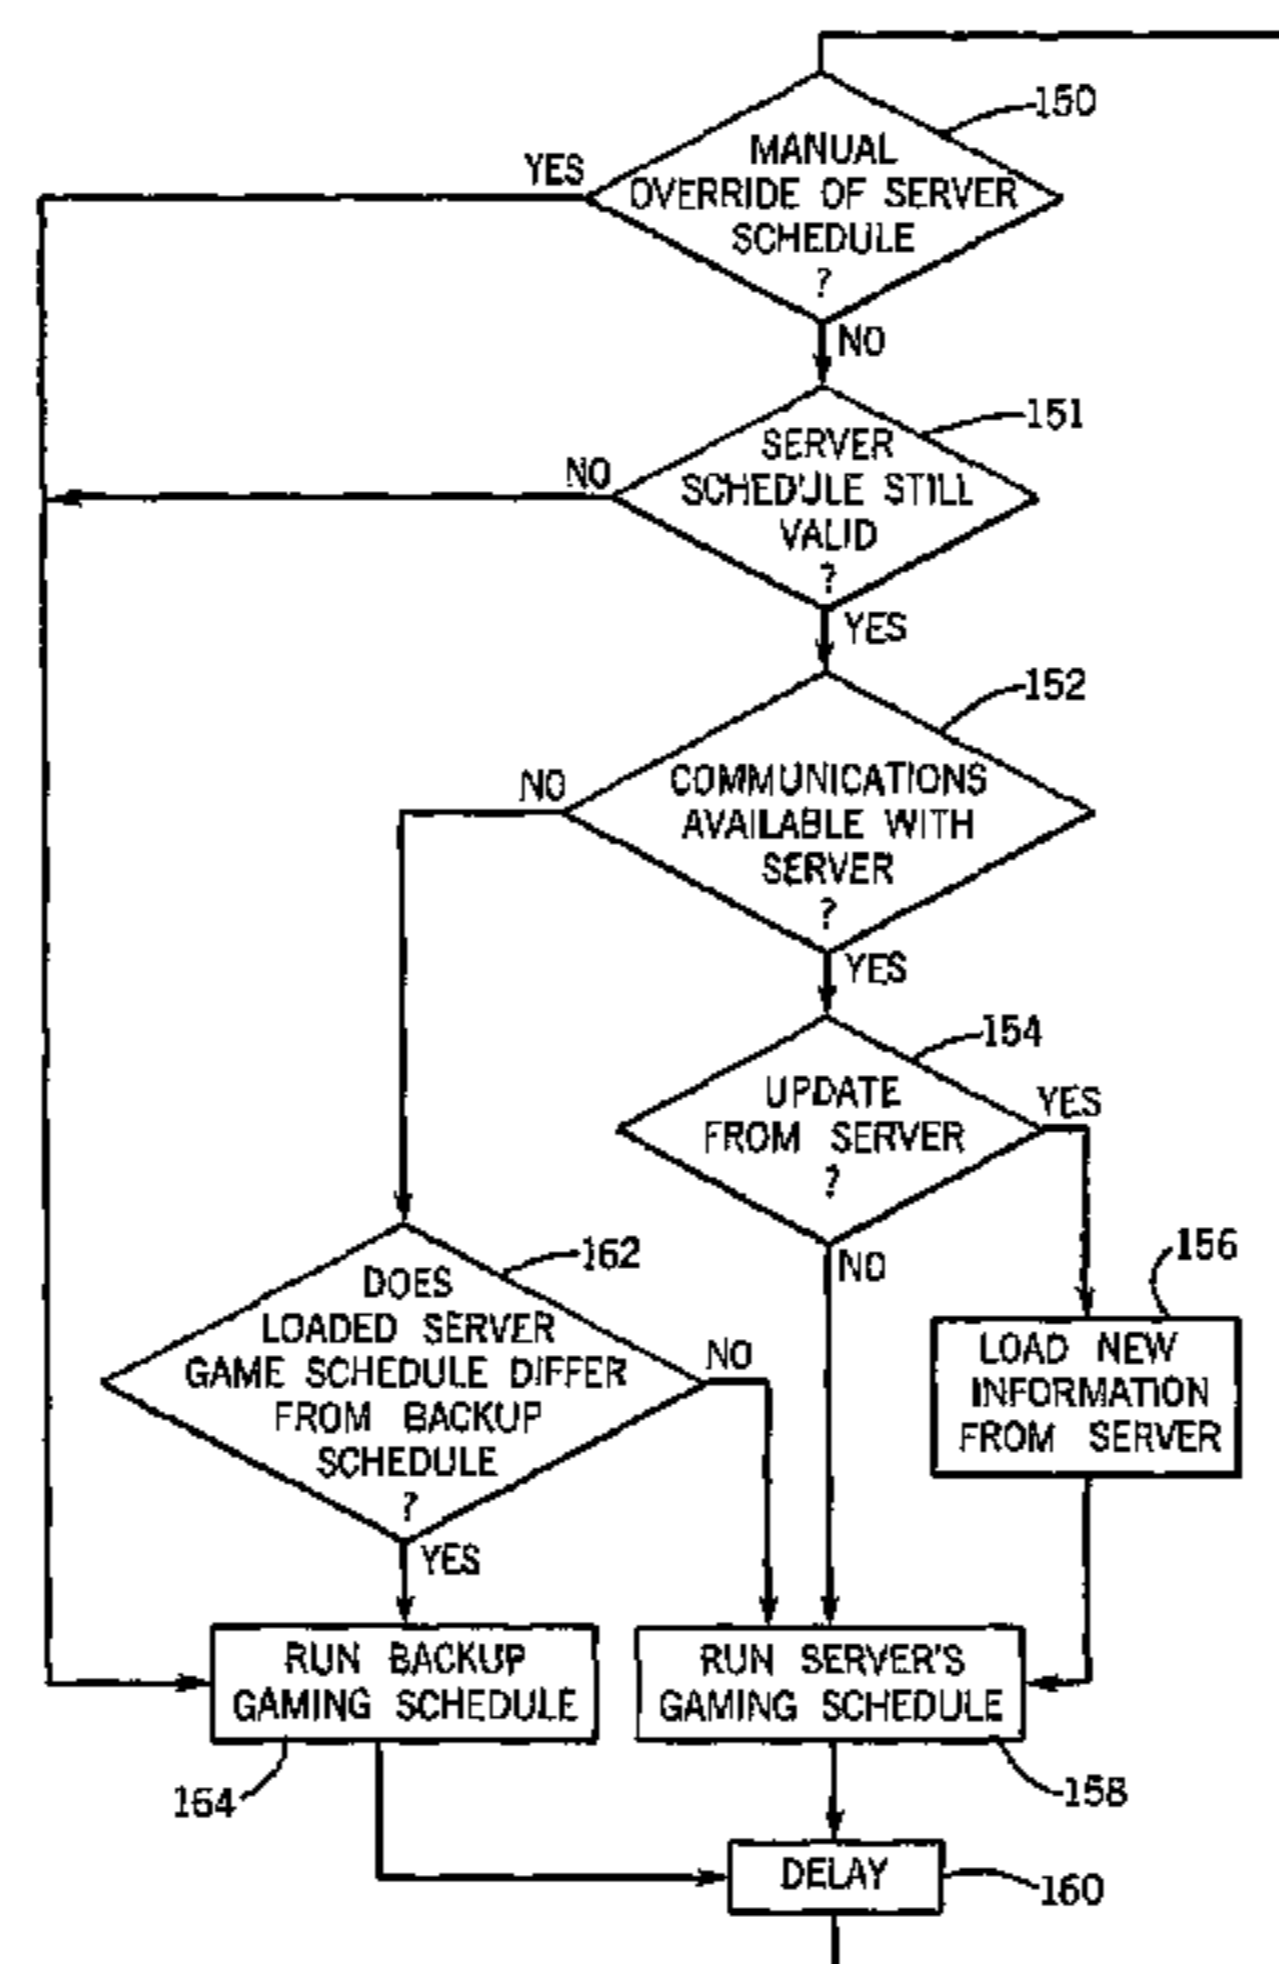 150
MANUAL
OVERRIDE OF SERVER
SCHEDULE
?
YES
NO
151
SERVER
SCHEDULE STILL
VALID
?
NO
YES
152
COMMUNICATIONS
AVAILABLE WITH
SERVER
?
NO
YES
154
UPDATE
FROM SERVER
?
YES
NO
156
LOAD NEW
INFORMATION
FROM SERVER
162
DOES
LOADED SERVER
GAME SCHEDULE DIFFER
FROM BACKUP
SCHEDULE
?
NO
YES
RUN BACKUP
GAMING SCHEDULE
164
RUN SERVER'S
GAMING SCHEDULE
158
DELAY
160